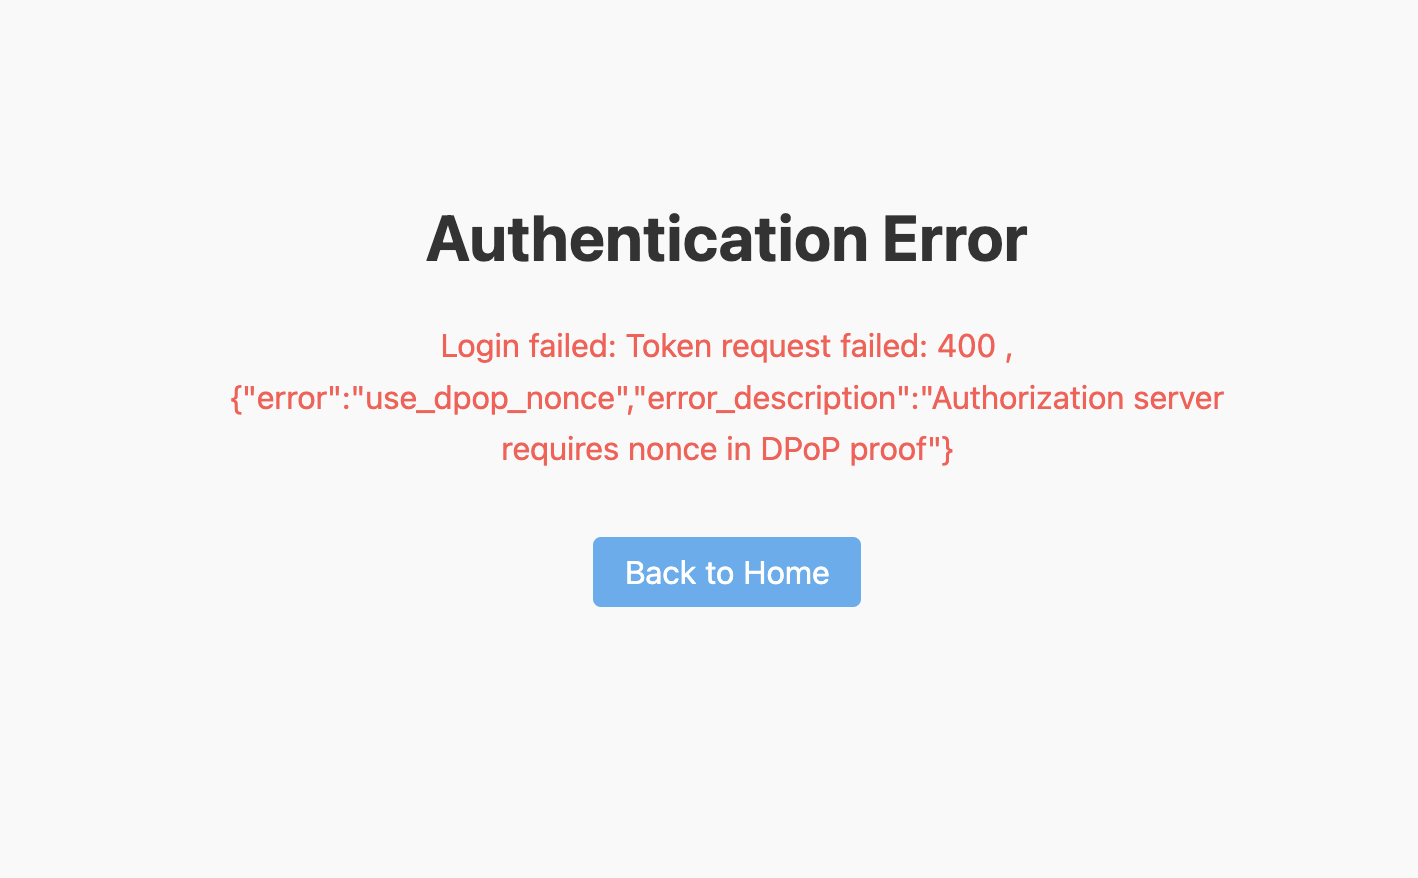 Authentication Error
Login failed: Token request failed: 400 ,
{"error":"use_dpop_nonce","error_description":"Authorization server
requires nonce in DPoP proof"}
Back to Home